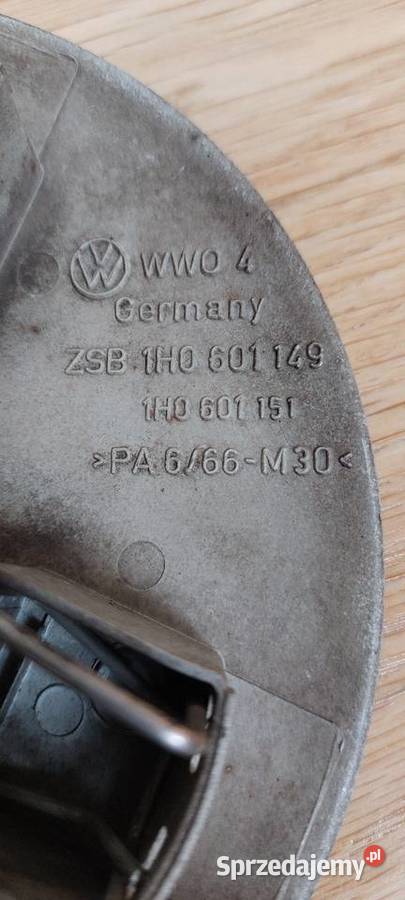 WWO 4
Germany
ZSB 1H0 601 149
1H0 601 151
>PA 6/66-M30<
Sprzedajemy.pl